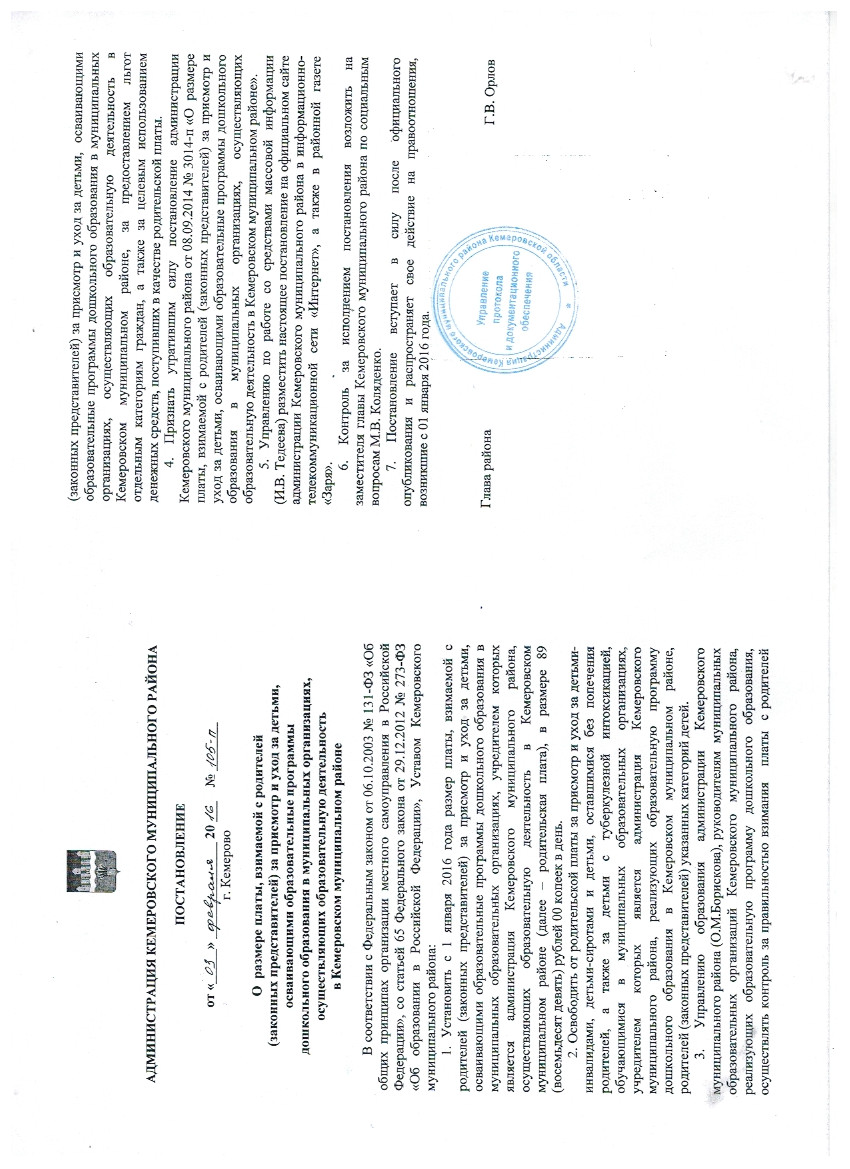 АДМИНИСТРАЦИЯ КЕМЕРОВСКОГО МУНИЦИПАЛЬНОГО РАЙОНА
ПОСТАНОВЛЕНИЕ
от « 03 » февраля 2016 № 105-п
г. Кемерово
О размере платы, взимаемой с родителей
(законных представителей) за присмотр и уход за детьми,
осваивающими образовательные программы
дошкольного образования в муниципальных организациях,
осуществляющих образовательную деятельность
в Кемеровском муниципальном районе
В соответствии с Федеральным законом от 06.10.2003 № 131-ФЗ «Об
общих принципах организации местного самоуправления в Российской
Федерации», со статьей 65 Федерального закона от 29.12.2012 № 273-ФЗ
«Об образовании в Российской Федерации», Уставом Кемеровского
муниципального района:
1. Установить с 1 января 2016 года размер платы, взимаемой с
родителей (законных представителей) за присмотр и уход за детьми,
осваивающими образовательные программы дошкольного образования в
муниципальных образовательных организациях, учредителем которых
является администрация Кемеровского муниципального района,
осуществляющих образовательную деятельность в Кемеровском
муниципальном районе (далее – родительская плата), в размере 89
(восемьдесят девять) рублей 00 копеек в день.
2. Освободить от родительской платы за присмотр и уход за детьми-
инвалидами, детьми-сиротами и детьми, оставшимися без попечения
родителей, а также за детьми с туберкулезной интоксикацией,
обучающимися в муниципальных образовательных организациях,
учредителем которых является администрация Кемеровского
муниципального района, реализующих образовательную программу
дошкольного образования в Кемеровском муниципальном районе,
родителей (законных представителей) указанных категорий детей.
3. Управлению образования администрации Кемеровского
муниципального района (О.М.Борискова), руководителям муниципальных
образовательных организаций Кемеровского муниципального района,
реализующих образовательную программу дошкольного образования,
осуществлять контроль за правильностью взимания платы с родителей
(законных представителей) за присмотр и уход за детьми, осваивающими
образовательные программы дошкольного образования в муниципальных
организациях, осуществляющих образовательную деятельность в
Кемеровском муниципальном районе, за предоставлением льгот
отдельным категориям граждан, а также за целевым использованием
денежных средств, поступивших в качестве родительской платы.
4. Признать утратившим силу постановление администрации
Кемеровского муниципального района от 08.09.2014 № 3014-п «О размере
платы, взимаемой с родителей (законных представителей) за присмотр и
уход за детьми, осваивающими образовательные программы дошкольного
образования в муниципальных организациях, осуществляющих
образовательную деятельность в Кемеровском муниципальном районе».
5. Управлению по работе со средствами массовой информации
(И.В. Тедеева) разместить настоящее постановление на официальном сайте
администрации Кемеровского муниципального района в информационно-
телекоммуникационной сети «Интернет», а также в районной газете
«Заря».
6. Контроль за исполнением постановления возложить на
заместителя главы Кемеровского муниципального района по социальным
вопросам М.В. Коляденко.
7. Постановление вступает в силу после официального
опубликования и распространяет свое действие на правоотношения,
возникшие с 01 января 2016 года.
Глава района Г.В. Орлов
Администрация Кемеровского муниципального района Кемеровской области
Управление
протокола
и документационного
обеспечения